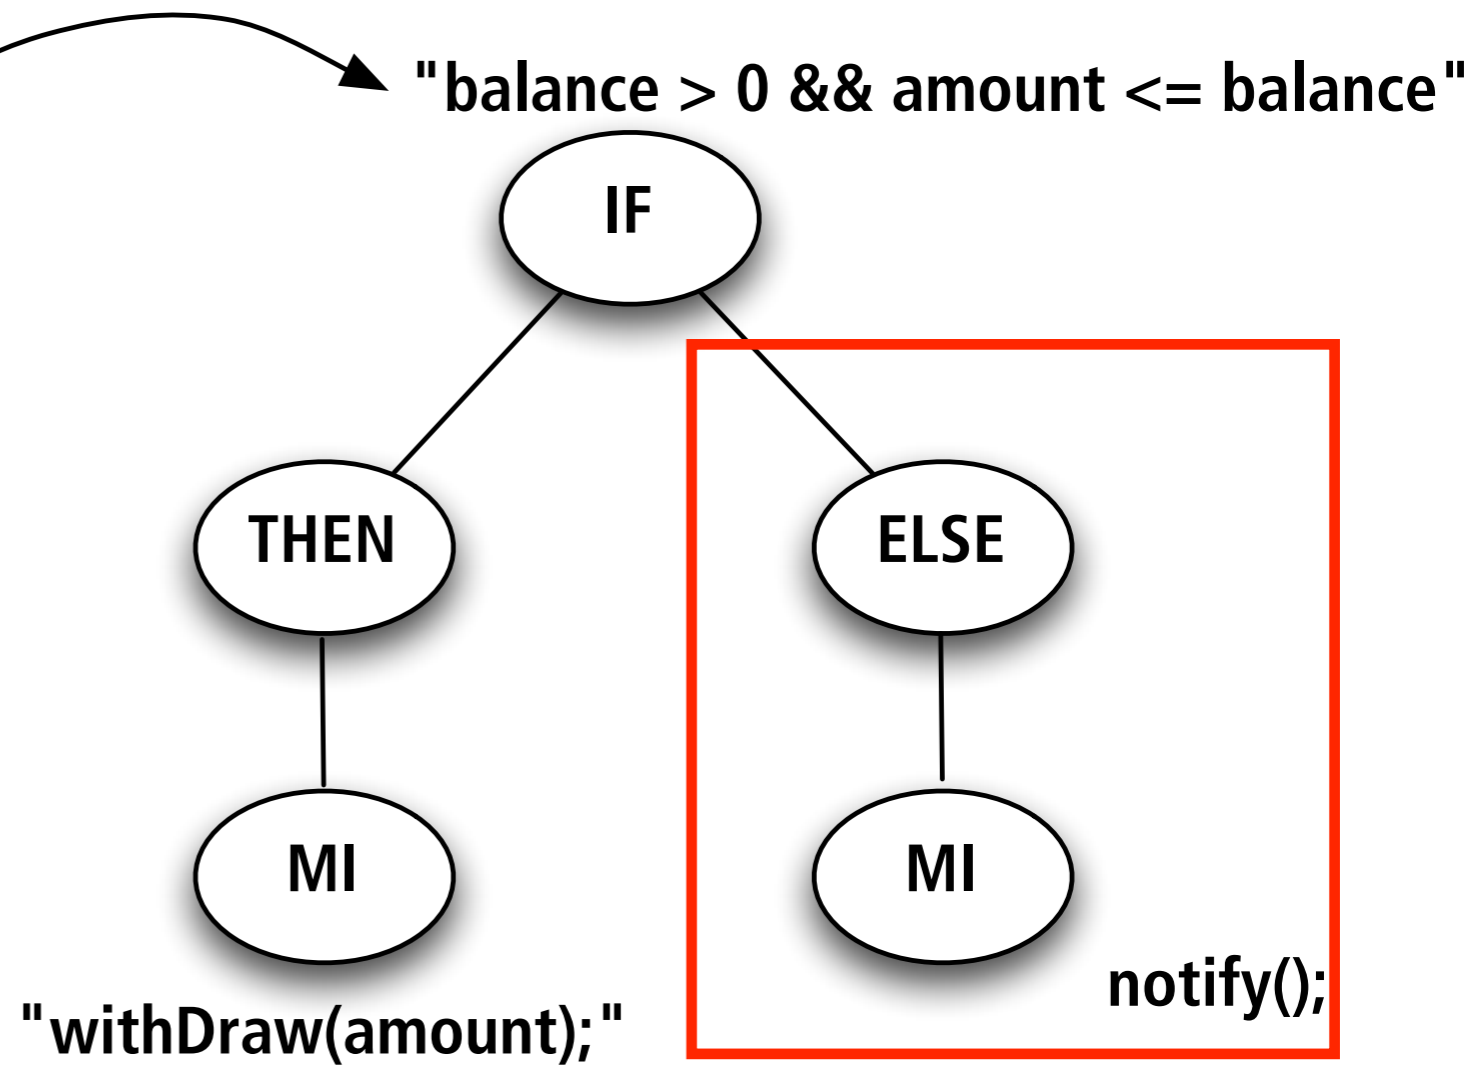 "balance > 0 && amount <= balance"
IF
THEN
ELSE
MI
MI
notify();
"withDraw(amount);"